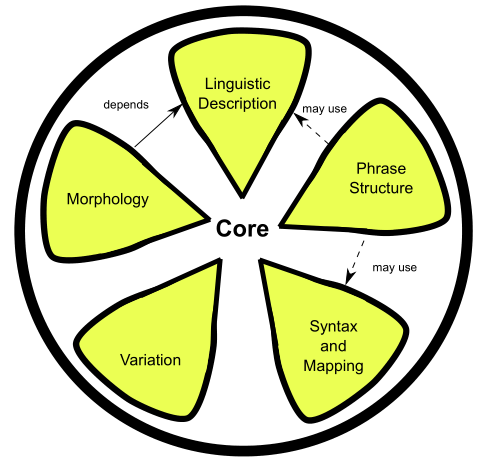 Linguistic
Description
depends
may use
Phrase
Structure
Morphology
Core
may use
Syntax
and
Mapping
Variation